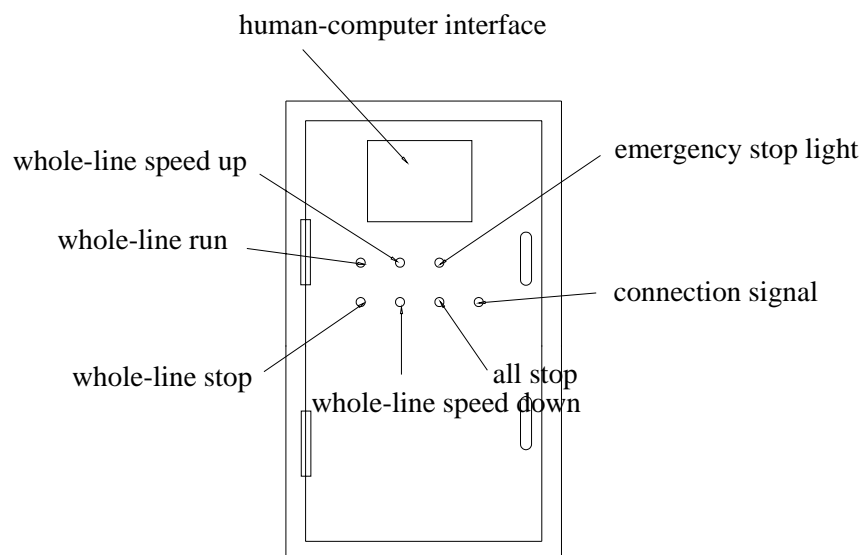 human-computer interface
whole-line speed up
emergency stop light
whole-line run
connection signal
whole-line stop
all stop
whole-line speed down